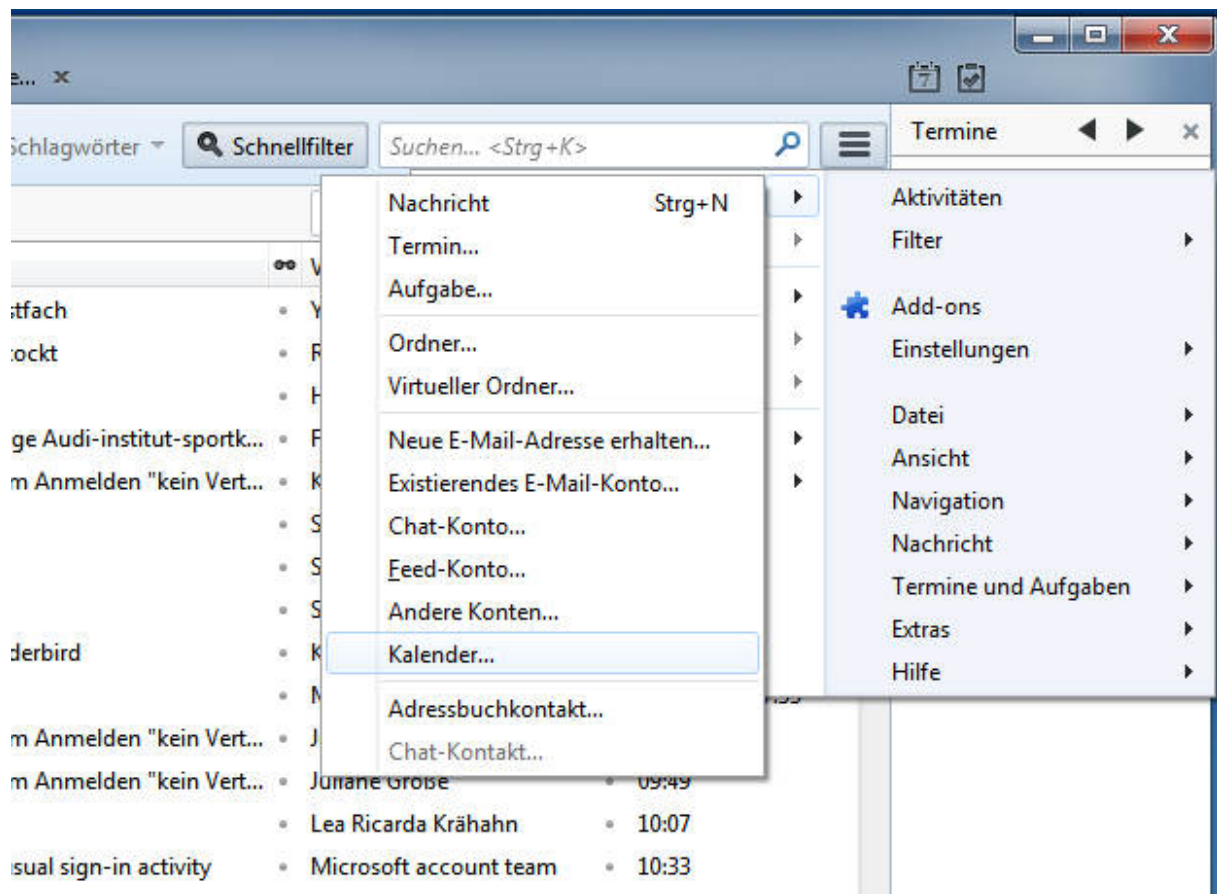 e... ×
7
Schlagwörter Schnellfilter Suchen... <Strg+K> Termine ×
Nachricht Strg+N
Termin...
Aufgabe...
Ordner...
Virtueller Ordner...
Neue E-Mail-Adresse erhalten...
Existierendes E-Mail-Konto...
Chat-Konto...
Feed-Konto...
Andere Konten...
Kalender...
Adressbuchkontakt...
Chat-Kontakt...
Aktivitäten
Filter
Add-ons
Einstellungen
Datei
Ansicht
Navigation
Nachricht
Termine und Aufgaben
Extras
Hilfe
V
stfach Y
tockt R
H
ge Audi-institut-sportk... F
m Anmelden "kein Vert... K
S
S
S
derbird K
M
m Anmelden "kein Vert... J
m Anmelden "kein Vert... Juliane Große 09:49
Lea Ricarda Krähahn 10:07
sual sign-in activity Microsoft account team 10:33